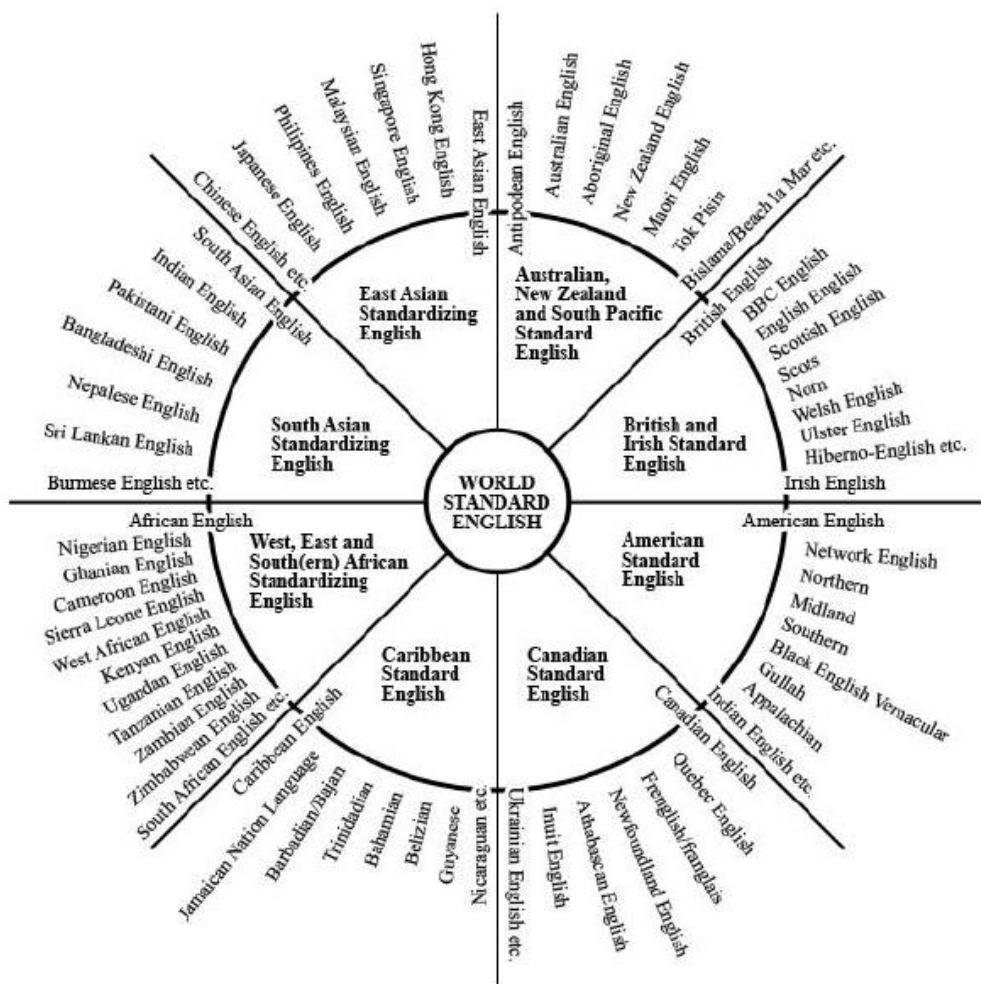 WORLD
STANDARD
ENGLISH
East Asian
Standardizing
English
Chinese English etc.
Japanese English
Philipines English
Malaysian English
Singapore English
Hong Kong English
East Asian English
Australian,
New Zealand
and South Pacific
Standard
English
Antipodean English
Australian English
Aboriginal English
New Zealand English
Maori English
Tok Pisin
Bislama/Beach la Mar etc.
British and
Irish Standard
English
British English
BBC English
English English
Scottish English
Scots
Norn
Welsh English
Ulster English
Hiberno-English etc.
Irish English
American
Standard
English
American English
Network English
Northern
Midland
Southern
Black English Vernacular
Gullah
Appalachian
Indian English etc.
Canadian
Standard
English
Canadian English
Quebec English
Frenglish/franglais
Newfoundland English
Athabascan English
Inuit English
Ukrainian English etc.
Caribbean
Standard
English
Caribbean English
Jamaican Nation Language
Barbadian/Bajan
Trinidadian
Bahamian
Belizian
Guyanese
Nicaraguan etc.
West, East and
South(ern) African
Standardizing
English
African English
Nigerian English
Ghanian English
Cameroon English
Sierra Leone English
West African English
Kenyan English
Ugandan English
Tanzanian English
Zambian English
Zimbabwean English
South African English etc.
South Asian
Standardizing
English
South Asian English
Indian English
Pakistani English
Bangladeshi English
Nepalese English
Sri Lankan English
Burmese English etc.